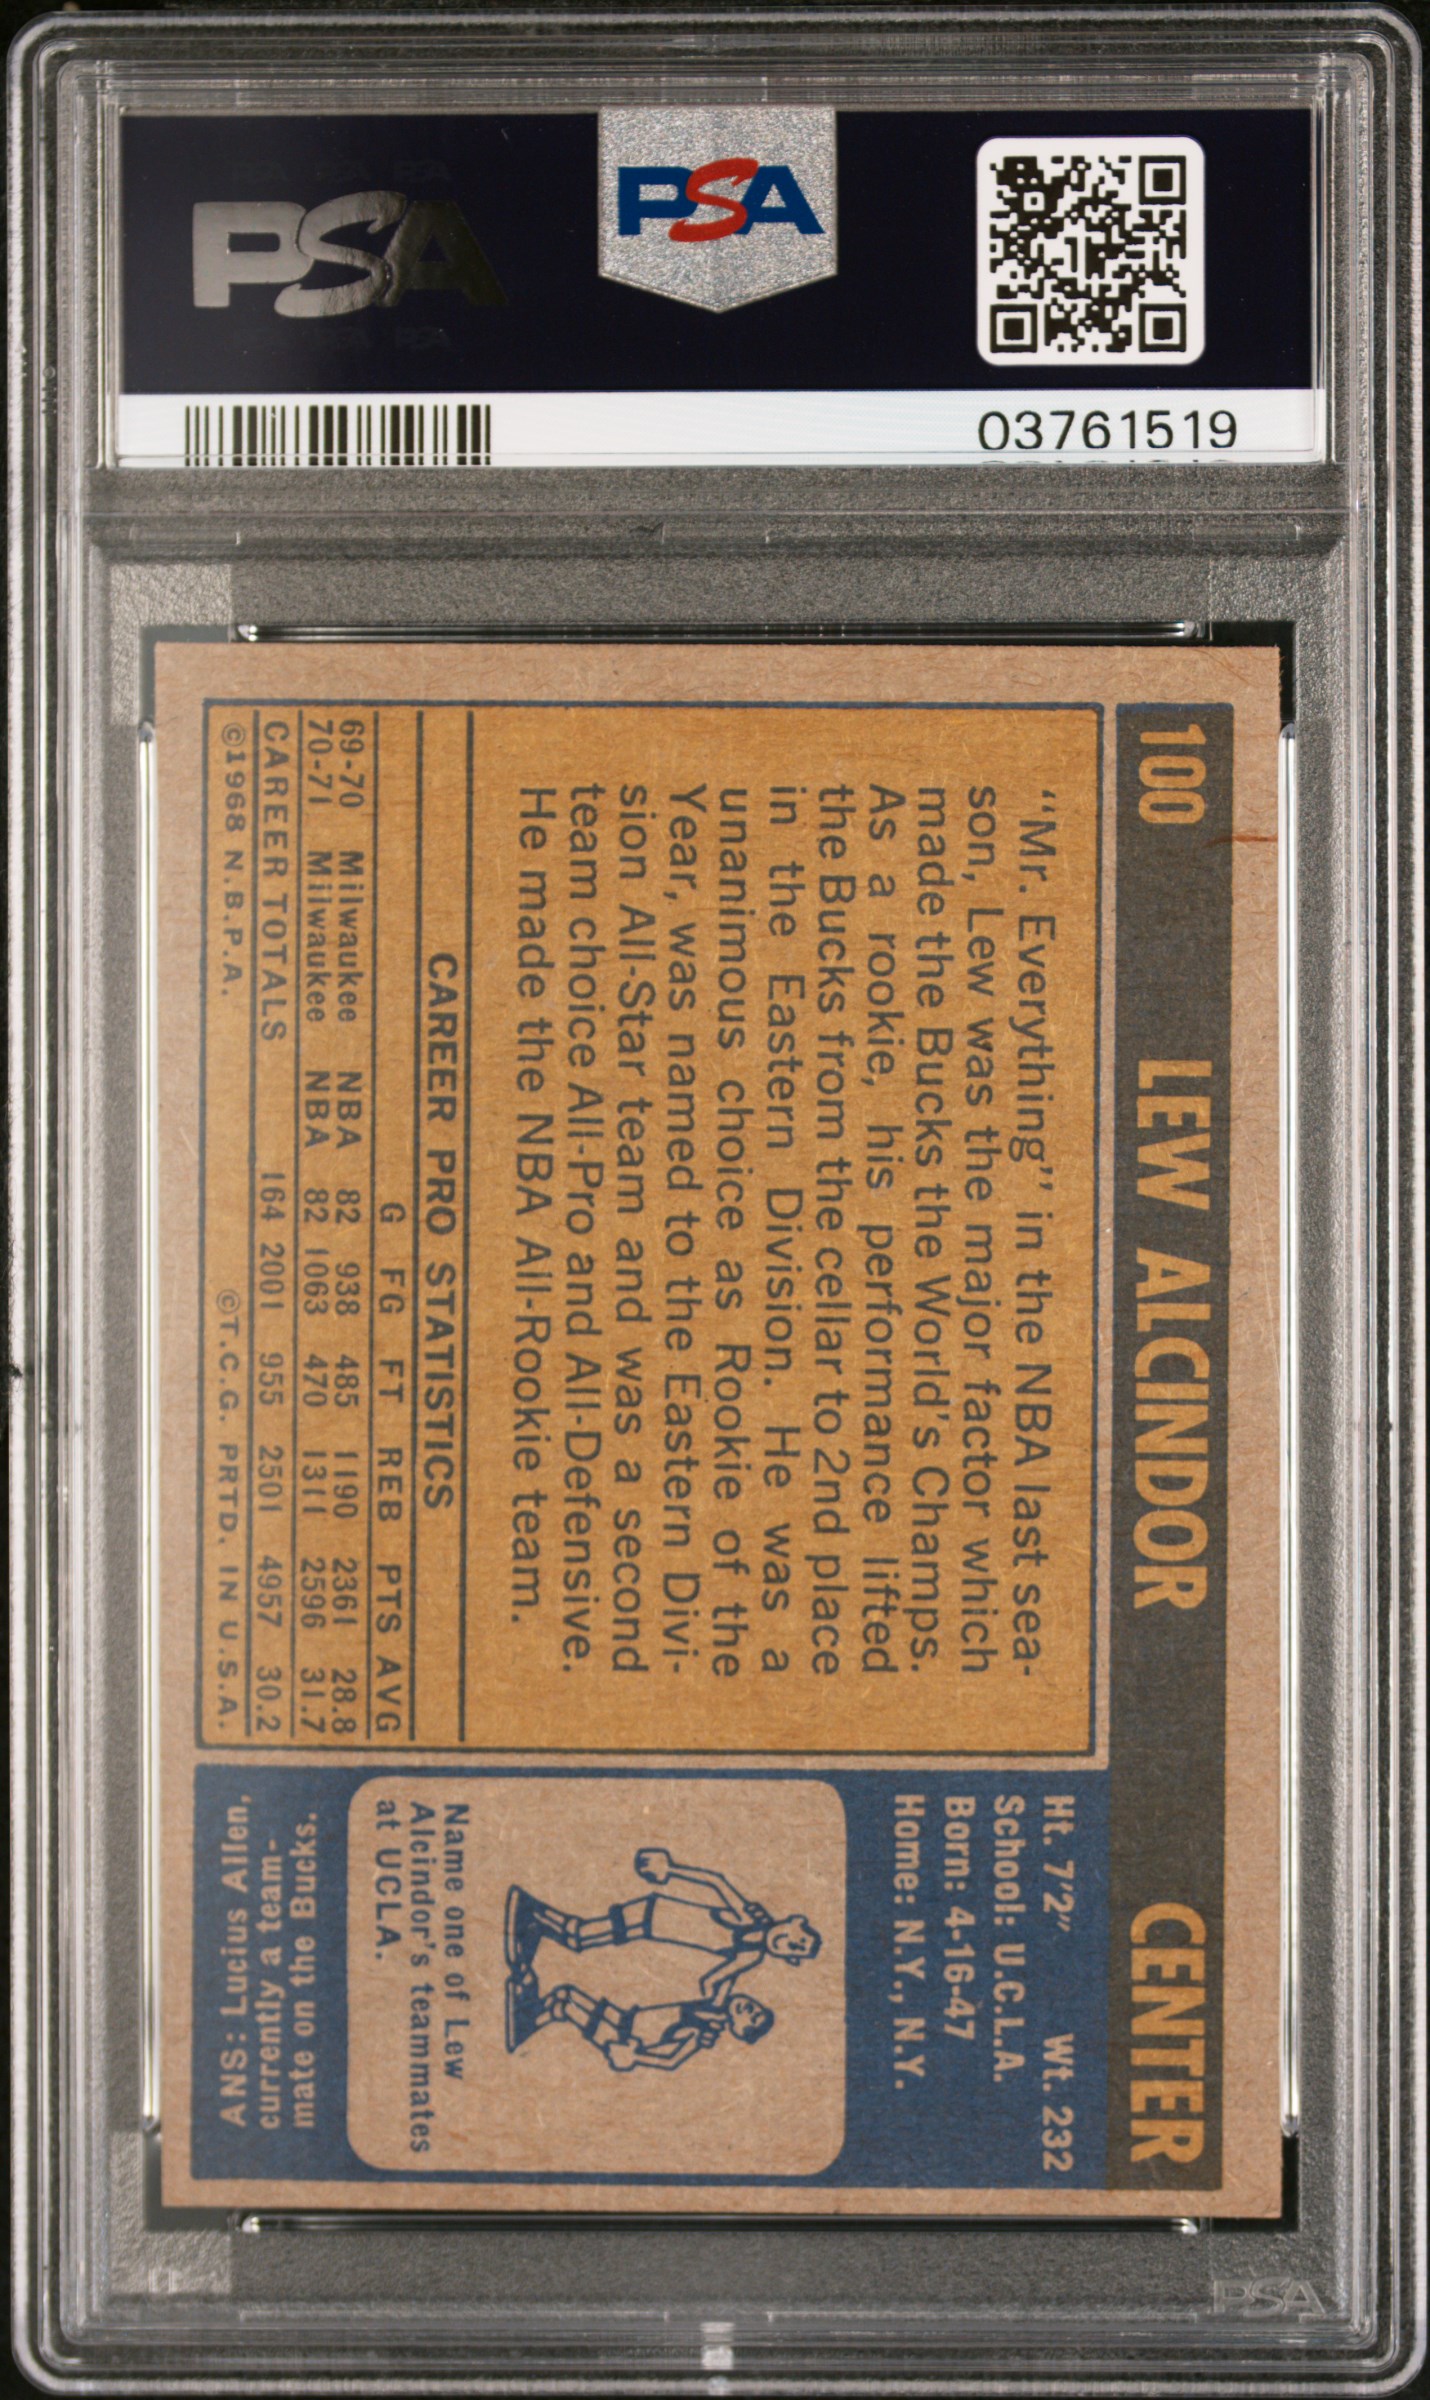 PSA
PSA
03761519
100 LEW ALCINDOR CENTER
"Mr. Everything" in the NBA last sea-
son, Lew was the major factor which
made the Bucks the World's Champs.
As a rookie, his performance lifted
the Bucks from the cellar to 2nd place
in the Eastern Division. He was a
unanimous choice as Rookie of the
Year, was named to the Eastern Divi-
sion All-Star team and was a second
team choice All-Pro and All-Defensive.
He made the NBA All-Rookie team.
CAREER PRO STATISTICS
G FG FT REB PTS AVG
69-70 Milwaukee NBA 82 938 485 1190 2361 28.8
70-71 Milwaukee NBA 82 1063 470 1311 2596 31.7
CAREER TOTALS 164 2001 955 2501 4957 30.2
©1968 N.B.P.A. ©T.C.G. PRTD. IN U.S.A.
Ht. 7'2" Wt. 232
School: U.C.L.A.
Born: 4-16-47
Home: N.Y., N.Y.
Name one of Lew
Alcindor's teammates
at UCLA.
ANS: Lucius Allen,
currently a team-
mate on the Bucks.
PSA